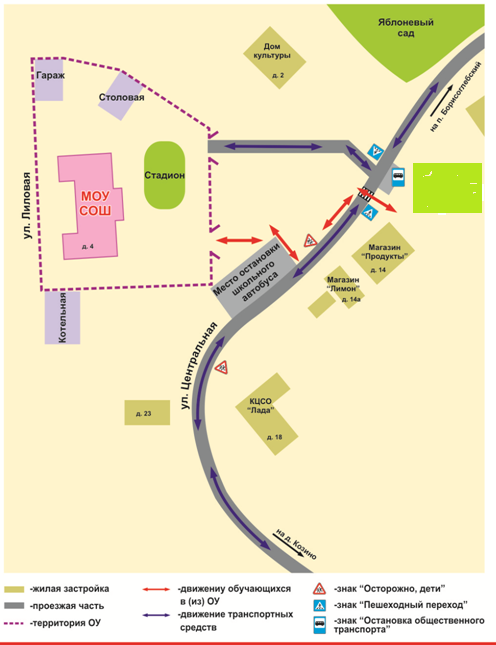 Яблоневый
сад
Дом
культуры
д. 2
на п. Борисоглебский
Гараж
Столовая
ул. Лиловая
МОУ
СОШ
д. 4
Стадион
Котельная
Место остановки
школьного
автобуса
Магазин
"Продукты"
д. 14
Магазин
"Лимон"
д. 14а
ул. Центральная
д. 23
КЦСО
"Лада"
д. 18
на д. Козино
-жилая застройка
-проезжая часть
-территория ОУ
-движению обучающихся
в (из) ОУ
-движение транспортных
средств
-знак "Осторожно, дети"
-знак "Пешеходный переход"
-знак "Остановка общественного
транспорта"